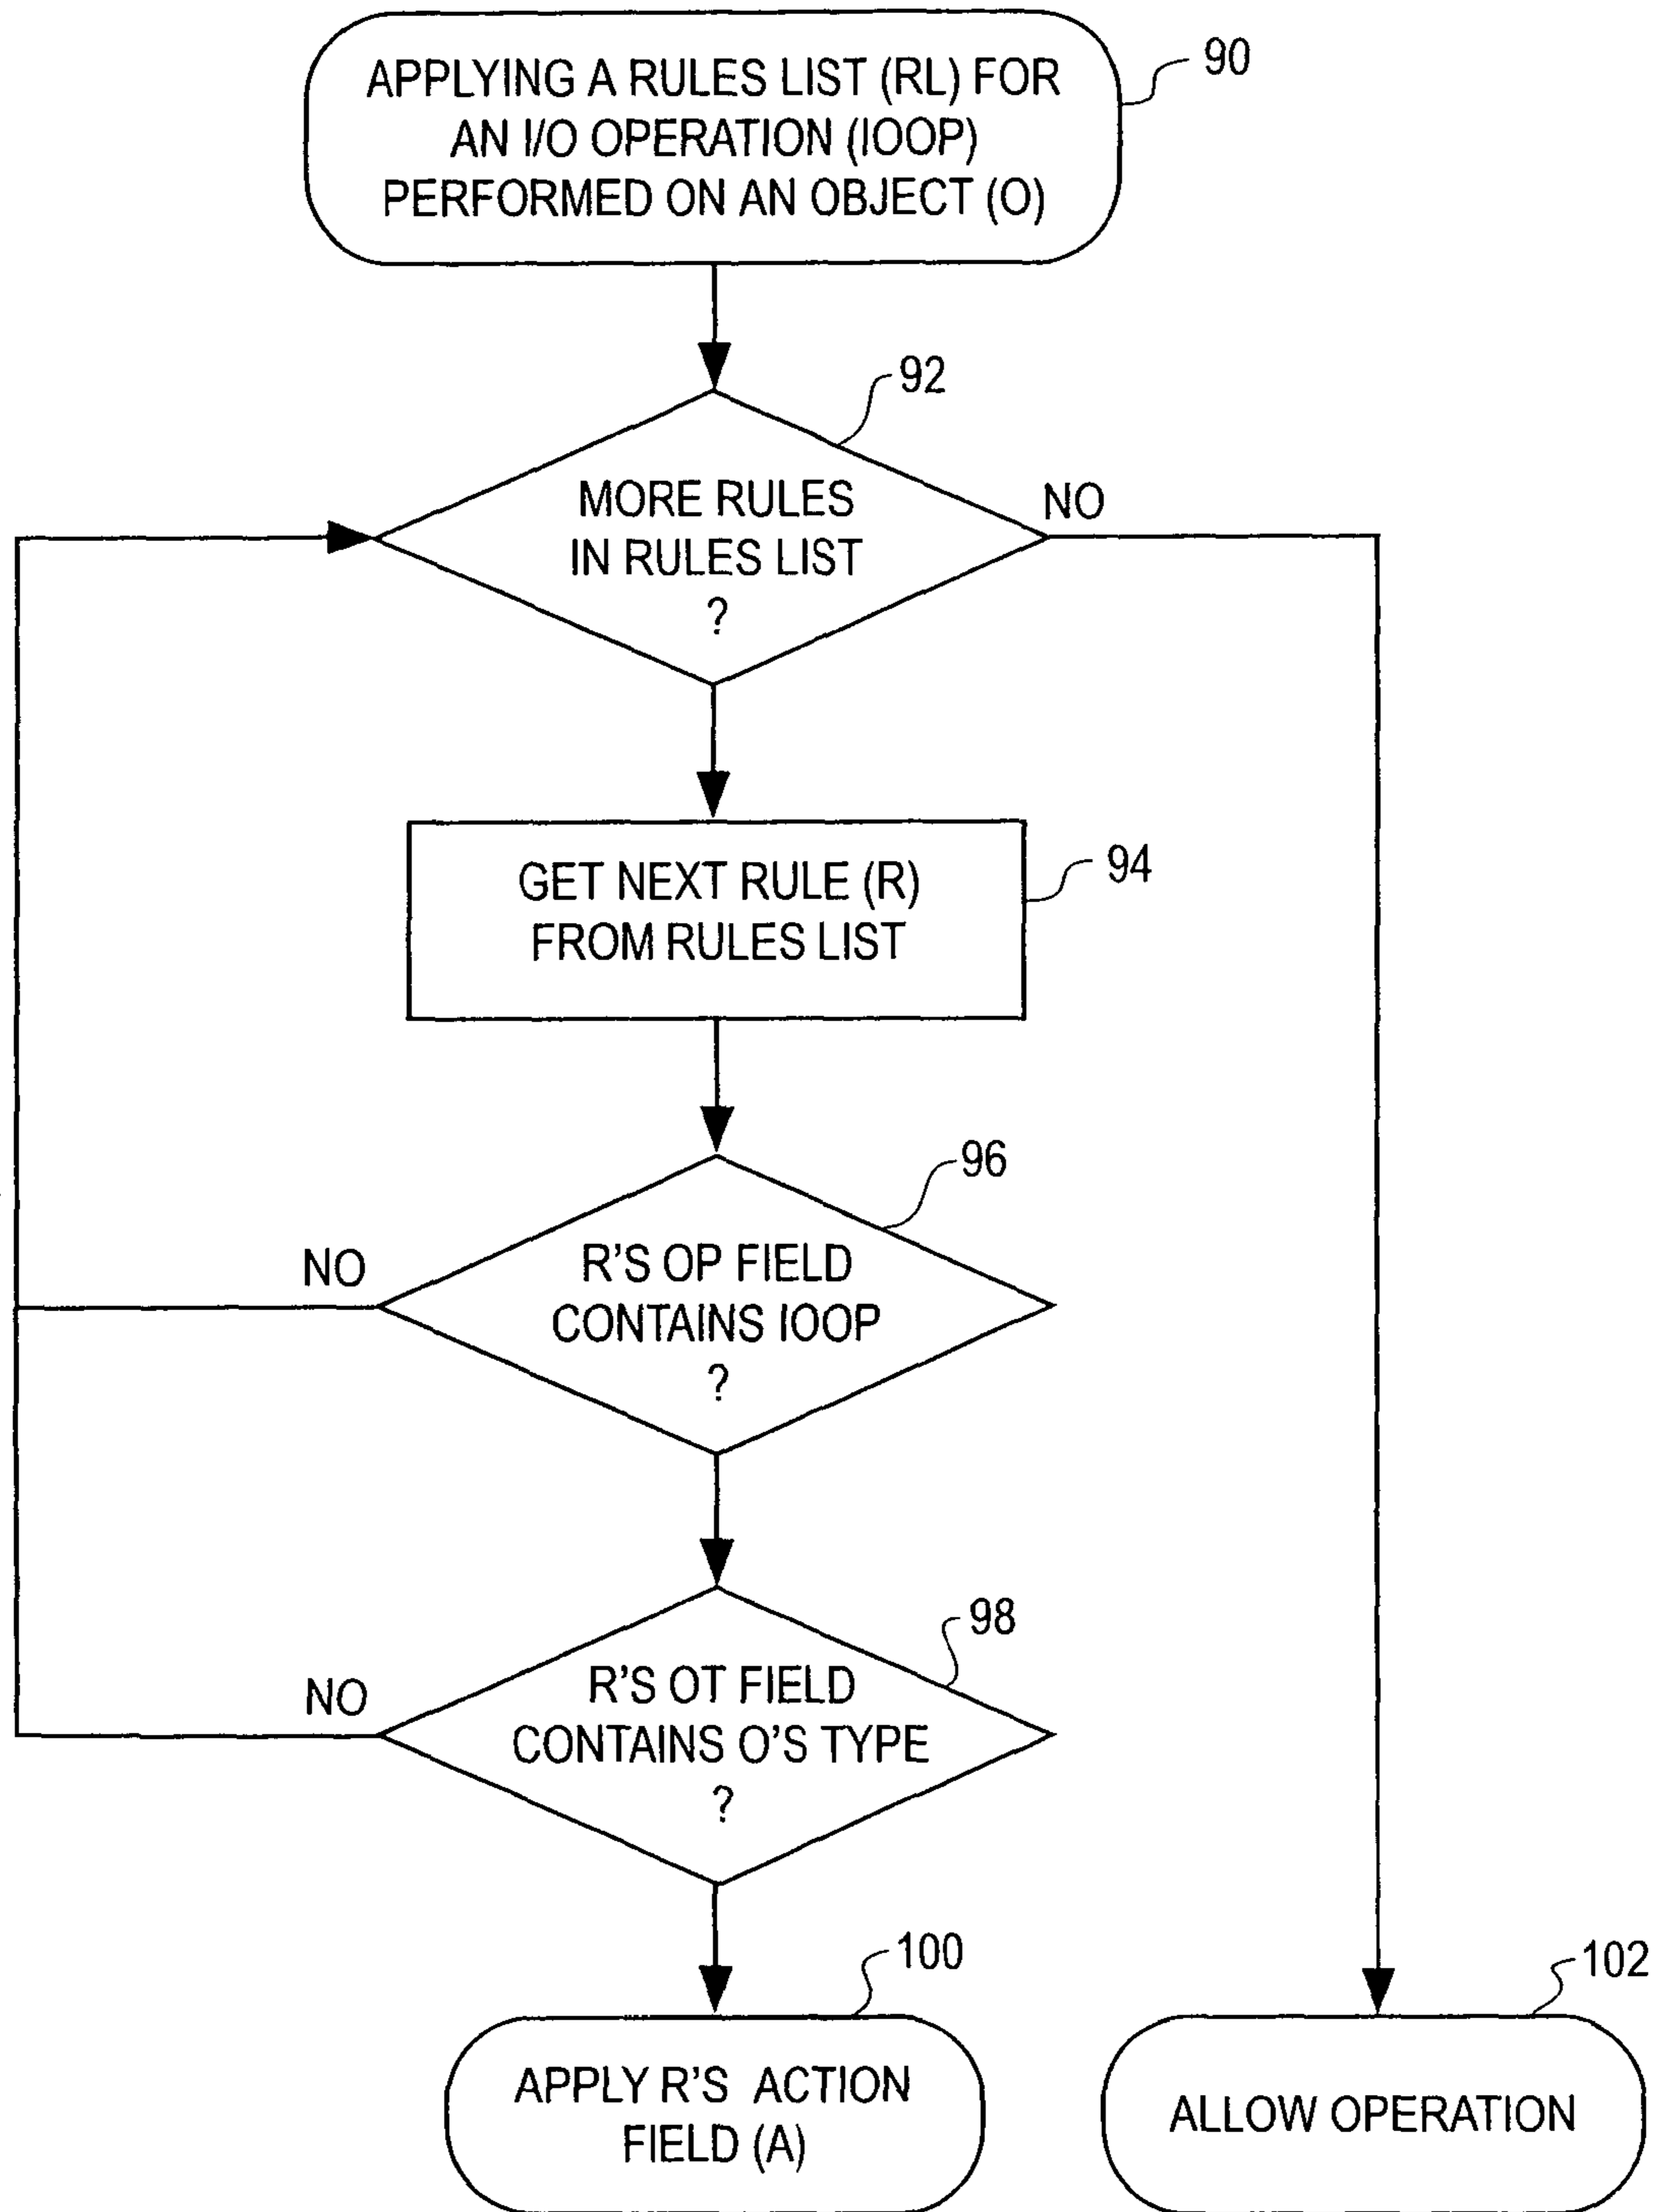 APPLYING A RULES LIST (RL) FOR
AN I/O OPERATION (IOOP)
PERFORMED ON AN OBJECT (O)
90
92
MORE RULES
IN RULES LIST
?
NO
GET NEXT RULE (R)
FROM RULES LIST
94
96
R'S OP FIELD
CONTAINS IOOP
?
NO
98
R'S OT FIELD
CONTAINS O'S TYPE
?
NO
100
APPLY R'S ACTION
FIELD (A)
102
ALLOW OPERATION